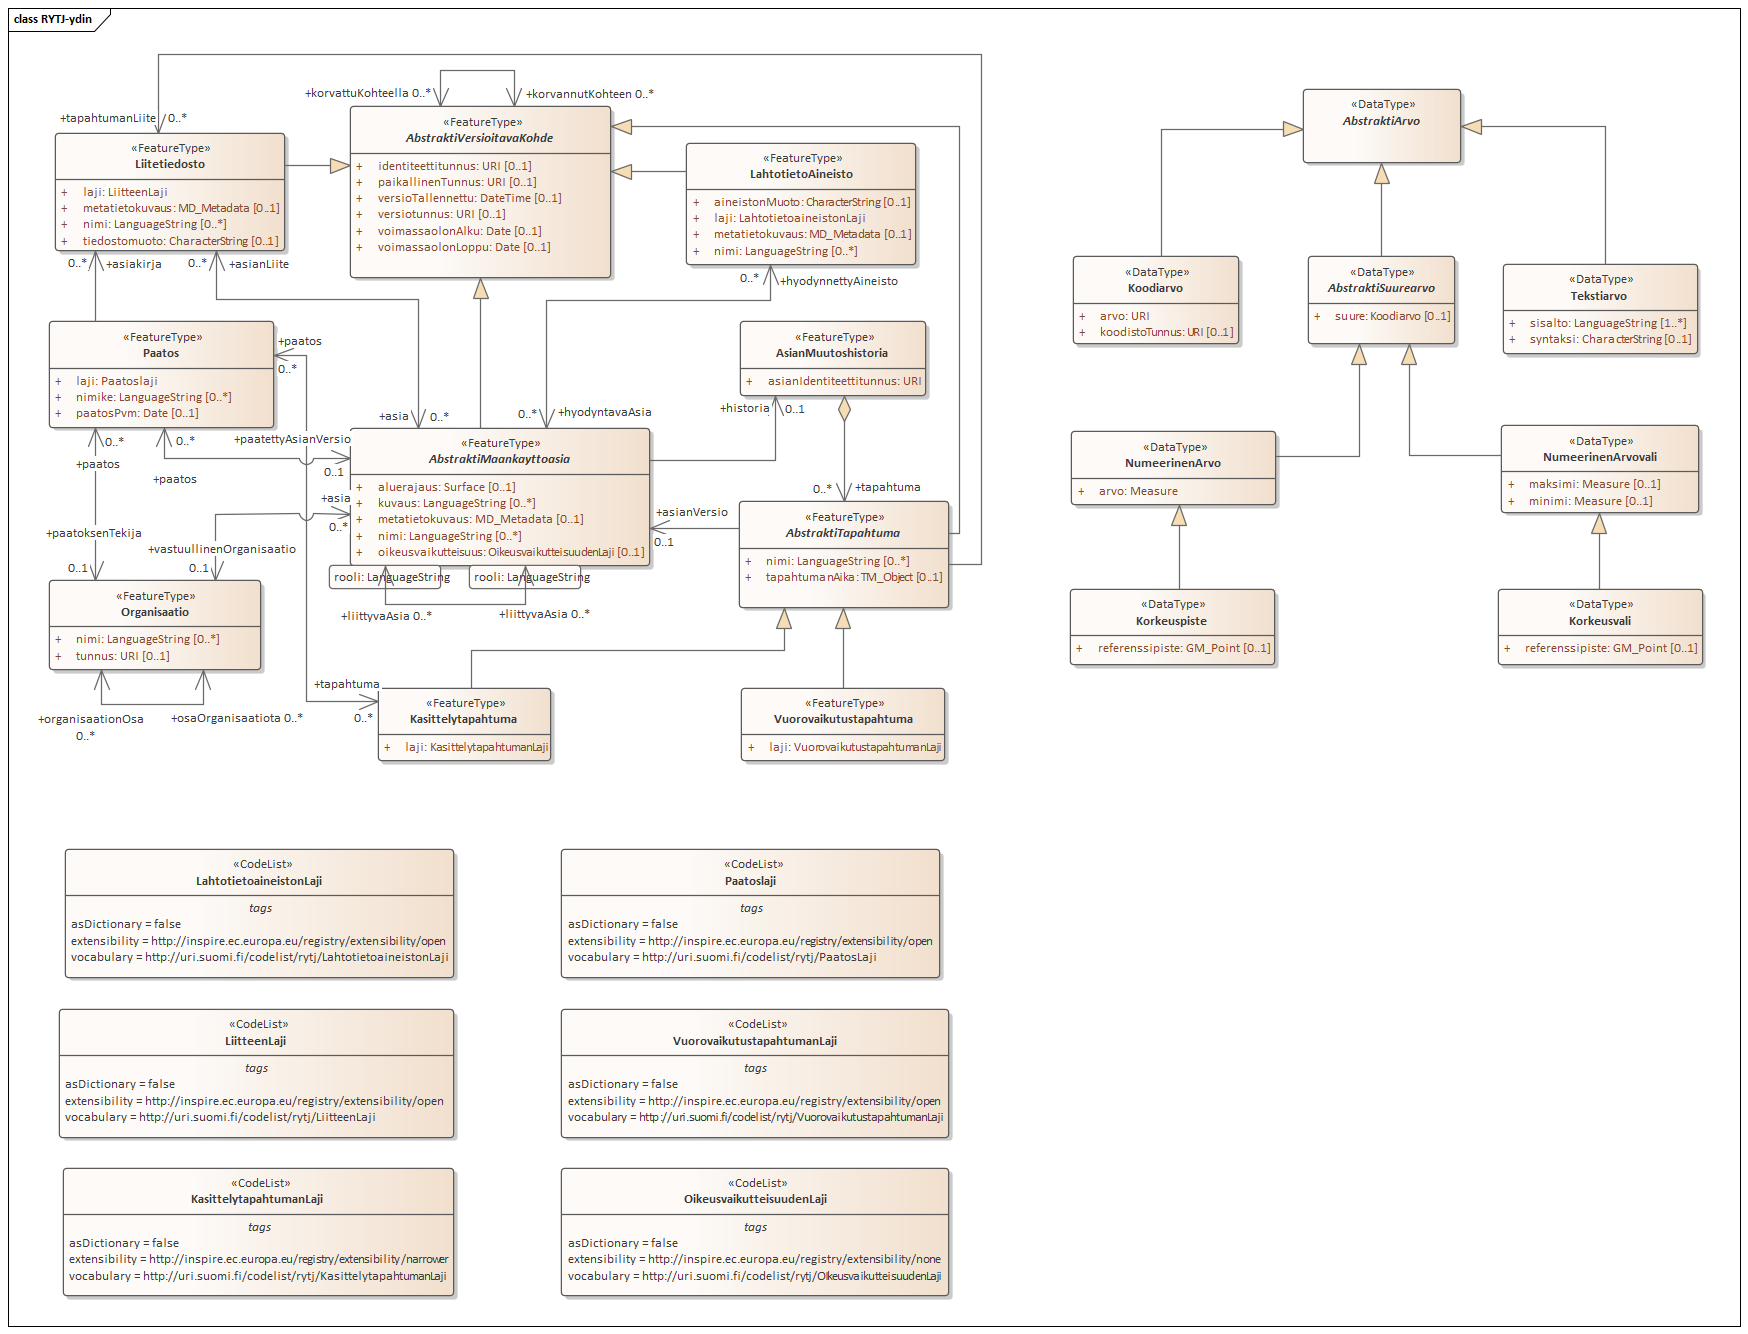 class RYTJ-ydin
+korvattuKohteella 0..*
+korvannutKohteen 0..*
+tapahtumanLiite
0..*
«FeatureType»
Liitetiedosto
+ laji: LiitteenLaji
+ metatietokuvaus: MD_Metadata [0..1]
+ nimi: LanguageString [0..*]
+ tiedostomuoto: CharacterString [0..1]
«FeatureType»
AbstraktiVersioitavaKohde
+ identiteettitunnus: URI [0..1]
+ paikallinenTunnus: URI [0..1]
+ versioTallennettu: DateTime [0..1]
+ versiotunnus: URI [0..1]
+ voimassaolonAlku: Date [0..1]
+ voimassaolonLoppu: Date [0..1]
«FeatureType»
LahtotietoAineisto
+ aineistonMuoto: CharacterString [0..1]
+ laji: LahtotietoaineistonLaji
+ metatietokuvaus: MD_Metadata [0..1]
+ nimi: LanguageString [0..*]
0..*
+asiakirja
0..*
+asianLiite
0..*
+hyodynnettyAineisto
«FeatureType»
Paatos
+ laji: Paatoslaji
+ nimike: LanguageString [0..*]
+ paatosPvm: Date [0..1]
+paatos
0..*
«FeatureType»
AsianMuutoshistoria
+ asianIdentiteettitunnus: URI
+asia
0..*
0..*
+hyodyntavaAsia
+historia
0..1
0..*
+paatos
0..*
+paatos
+paatettyAsianVersio
0..1
«FeatureType»
AbstraktiMaankayttoasia
+ aluerajaus: Surface [0..1]
+ kuvaus: LanguageString [0..*]
+ metatietokuvaus: MD_Metadata [0..1]
+ nimi: LanguageString [0..*]
+ oikeusvaikutteisuus: OikeusvaikutteisuudenLaji [0..1]
+asia
0..*
rooli: LanguageString
rooli: LanguageString
+liittyvaAsia 0..*
+liittyvaAsia 0..*
0..*
+tapahtuma
+asianVersio
0..1
«FeatureType»
AbstraktiTapahtuma
+ nimi: LanguageString [0..*]
+ tapahtumanAika: TM_Object [0..1]
+paatoksenTekija
0..1
+vastuullinenOrganisaatio
0..1
«FeatureType»
Organisaatio
+ nimi: LanguageString [0..*]
+ tunnus: URI [0..1]
+organisaationOsa
0..*
+osaOrganisaatiota 0..*
+tapahtuma
0..*
«FeatureType»
Kasittelytapahtuma
+ laji: KasittelytapahtumanLaji
«FeatureType»
Vuorovaikutustapahtuma
+ laji: VuorovaikutustapahtumanLaji
«DataType»
AbstraktiArvo
«DataType»
Koodiarvo
+ arvo: URI
+ koodistoTunnus: URI [0..1]
«DataType»
AbstraktiSuurearvo
+ suure: Koodiarvo [0..1]
«DataType»
Tekstiarvo
+ sisalto: LanguageString [1..*]
+ syntaksi: CharacterString [0..1]
«DataType»
NumeerinenArvo
+ arvo: Measure
«DataType»
NumeerinenArvovali
+ maksimi: Measure [0..1]
+ minimi: Measure [0..1]
«DataType»
Korkeuspiste
+ referenssipiste: GM_Point [0..1]
«DataType»
Korkeusvali
+ referenssipiste: GM_Point [0..1]
«CodeList»
LahtotietoaineistonLaji
tags
asDictionary = false
extensibility = http://inspire.ec.europa.eu/registry/extensibility/open
vocabulary = http://uri.suomi.fi/codelist/rytj/LahtotietoaineistonLaji
«CodeList»
Paatoslaji
tags
asDictionary = false
extensibility = http://inspire.ec.europa.eu/registry/extensibility/open
vocabulary = http://uri.suomi.fi/codelist/rytj/PaatosLaji
«CodeList»
LiitteenLaji
tags
asDictionary = false
extensibility = http://inspire.ec.europa.eu/registry/extensibility/open
vocabulary = http://uri.suomi.fi/codelist/rytj/LiitteenLaji
«CodeList»
VuorovaikutustapahtumanLaji
tags
asDictionary = false
extensibility = http://inspire.ec.europa.eu/registry/extensibility/open
vocabulary = http://uri.suomi.fi/codelist/rytj/VuorovaikutustapahtumanLaji
«CodeList»
KasittelytapahtumanLaji
tags
asDictionary = false
extensibility = http://inspire.ec.europa.eu/registry/extensibility/narrower
vocabulary = http://uri.suomi.fi/codelist/rytj/KasittelytapahtumanLaji
«CodeList»
OikeusvaikutteisuudenLaji
tags
asDictionary = false
extensibility = http://inspire.ec.europa.eu/registry/extensibility/none
vocabulary = http://uri.suomi.fi/codelist/rytj/OIkeusvaikutteisuudenLaji